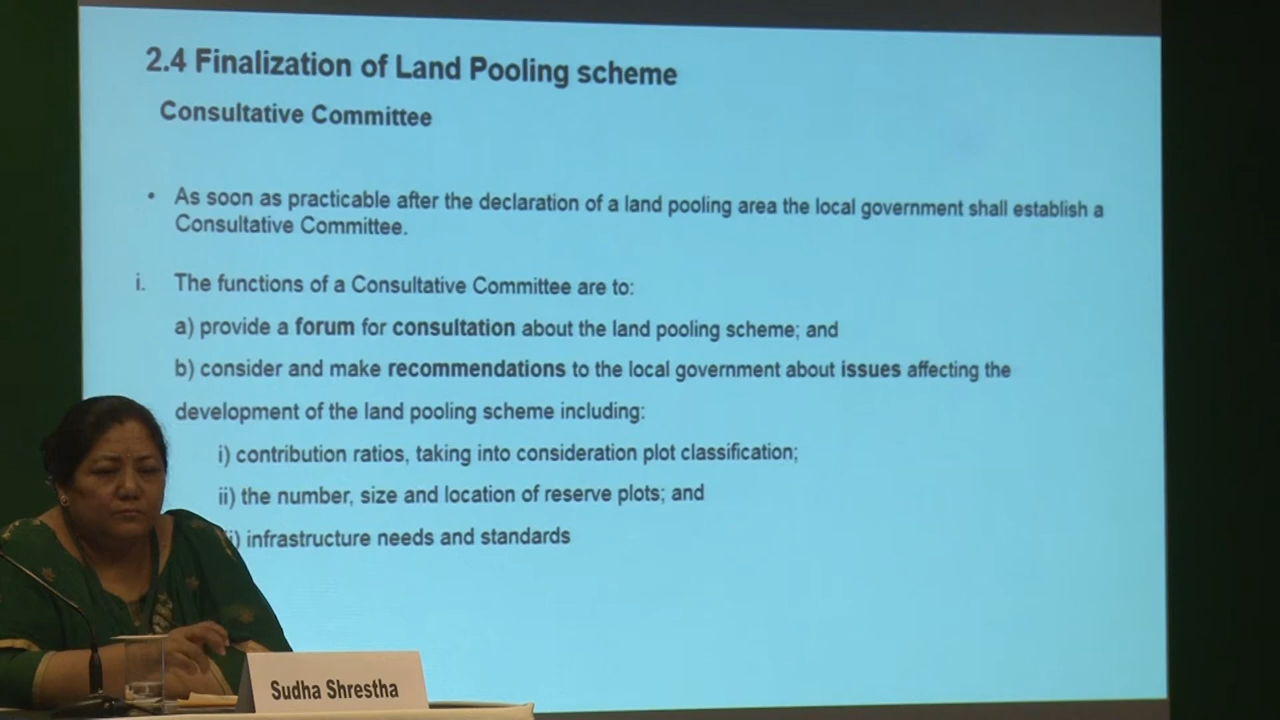 2.4 Finalization of Land Pooling scheme
Consultative Committee
• As soon as practicable after the declaration of a land pooling area the local government shall establish a
Consultative Committee.
i. The functions of a Consultative Committee are to:
a) provide a forum for consultation about the land pooling scheme; and
b) consider and make recommendations to the local government about issues affecting the
development of the land pooling scheme including:
i) contribution ratios, taking into consideration plot classification;
ii) the number, size and location of reserve plots; and
i) infrastructure needs and standards
Sudha Shrestha